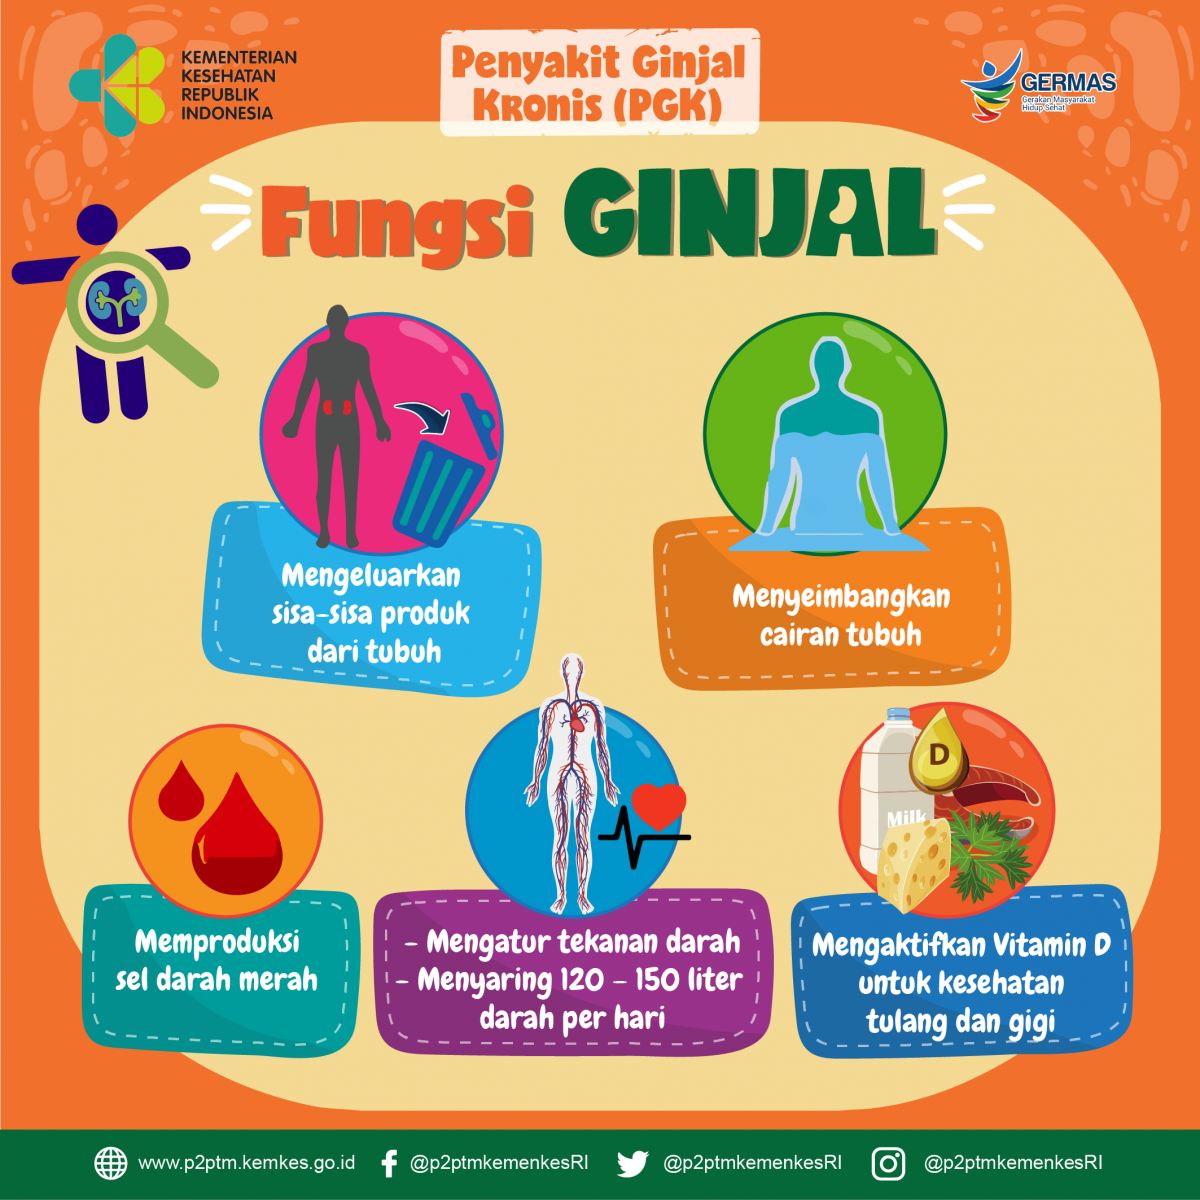 KEMENTERIAN
KESEHATAN
REPUBLIK
INDONESIA
Penyakit Ginjal
Kronis (PGK)
GERMAS
Gerakan Masyarakat
Hidup Sehat
Fungsi GINJAL
Mengeluarkan
sisa-sisa produk
dari tubuh
Menyeimbangkan
cairan tubuh
D
Milk
Memproduksi
sel darah merah
- Mengatur tekanan darah
- Menyaring 120 - 150 liter
darah per hari
Mengaktifkan Vitamin D
untuk kesehatan
tulang dan gigi
www.p2ptm.kemkes.go.id
@p2ptmkemenkesRI
@p2ptmkemenkesRI
@p2ptmkemenkesRI